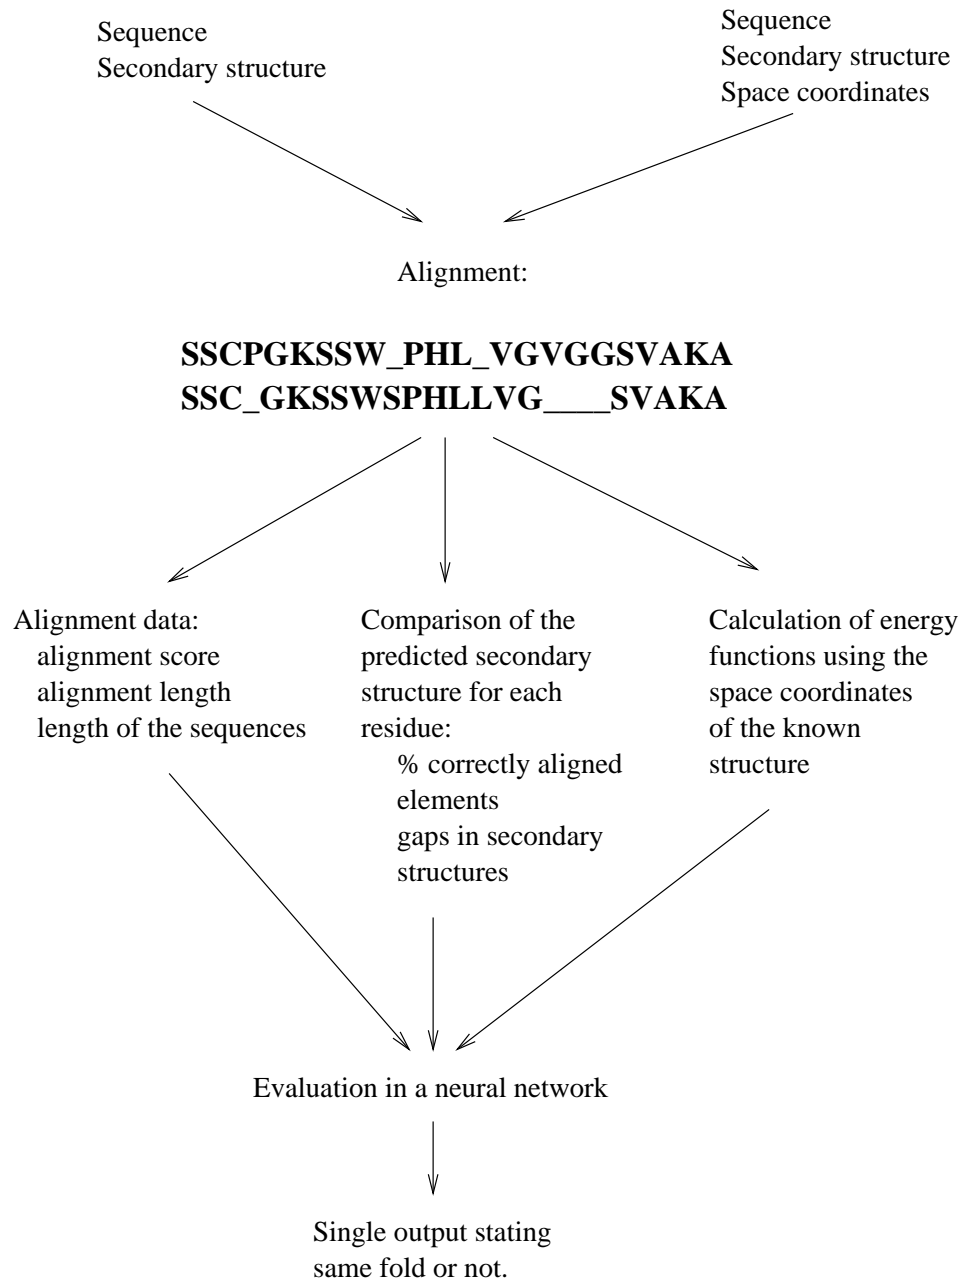 Sequence
Secondary structure
Sequence
Secondary structure
Space coordinates
Alignment:
SSCPGKSSW_PHL_VGVGGSVAKA
SSC_GKSSWSPHLLVG____SVAKA
Alignment data:
alignment score
alignment length
length of the sequences
Comparison of the
predicted secondary
structure for each
residue:
% correctly aligned
elements
gaps in secondary
structures
Calculation of energy
functions using the
space coordinates
of the known
structure
Evaluation in a neural network
Single output stating
same fold or not.